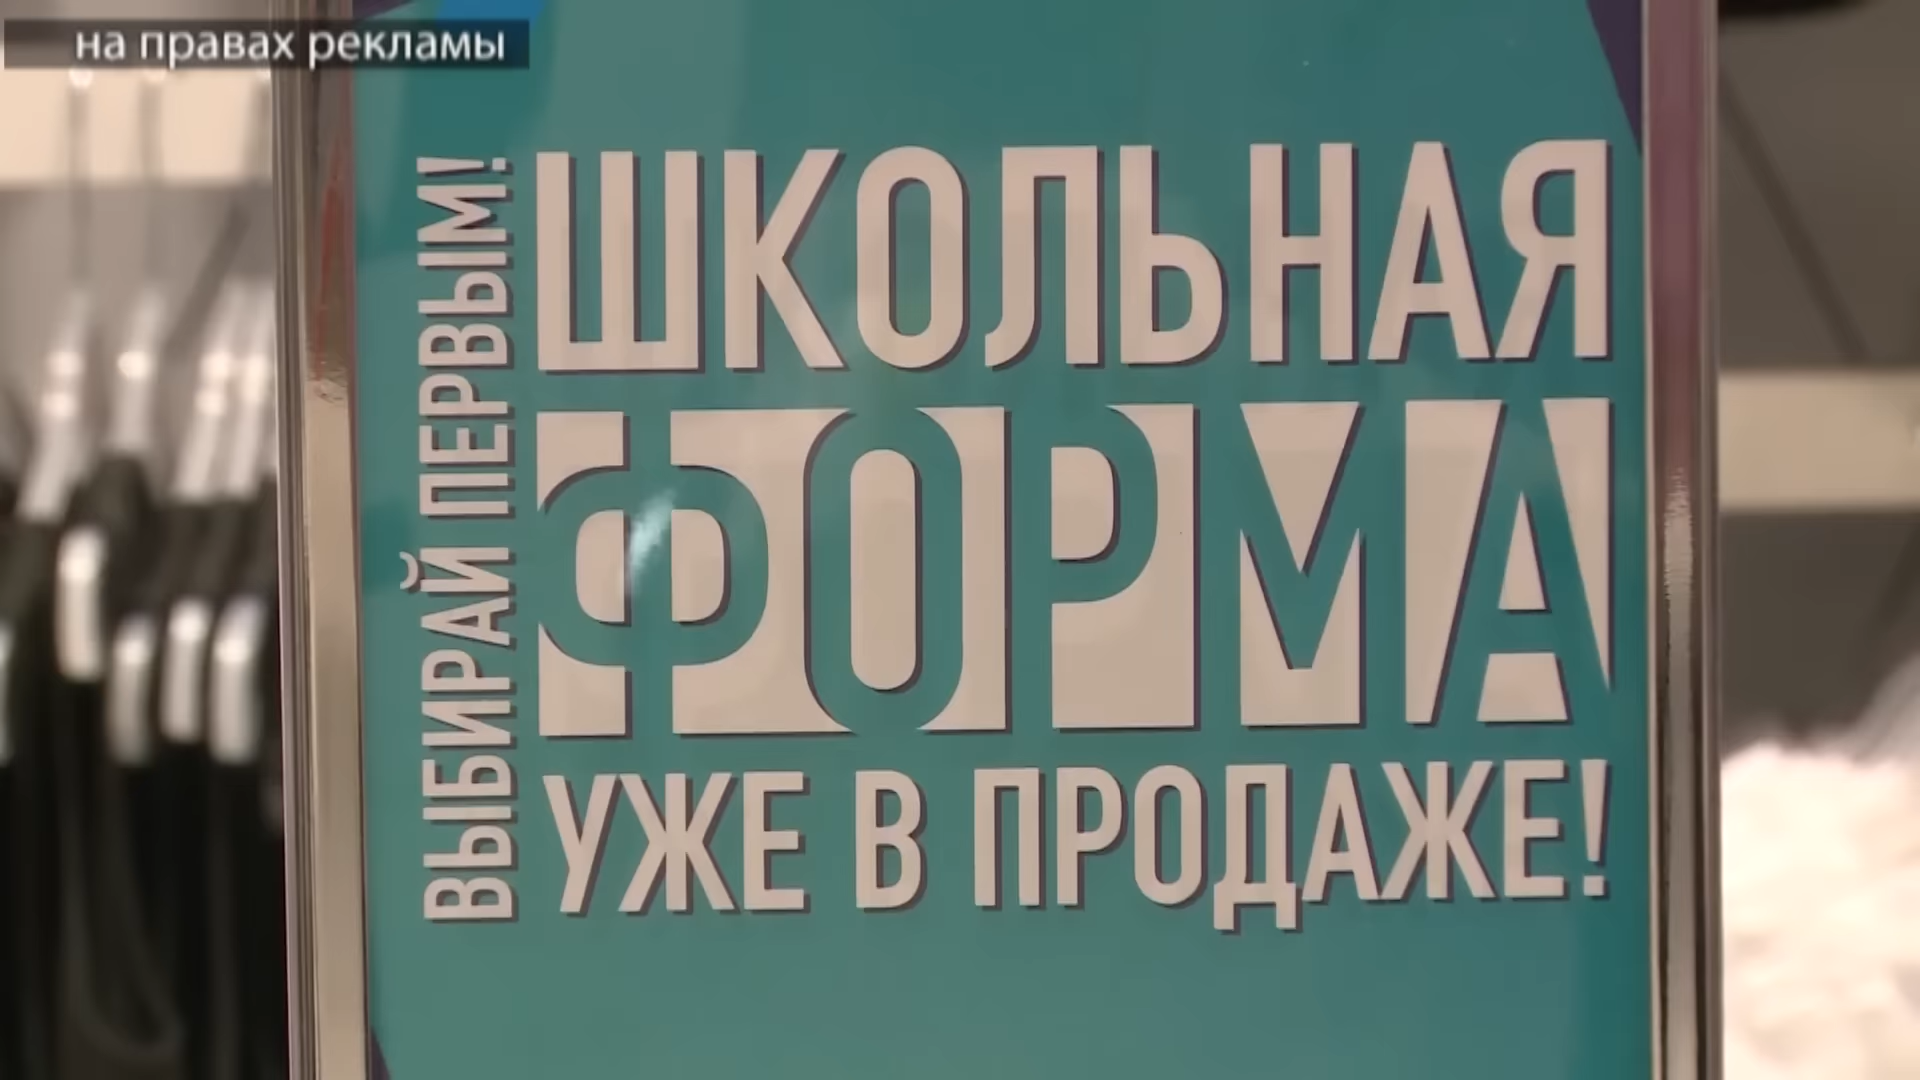 на правах рекламы
ВЫБИРАЙ ПЕРВЫМ!
ШКОЛЬНАЯ
ФОРМА
УЖЕ В ПРОДАЖЕ!